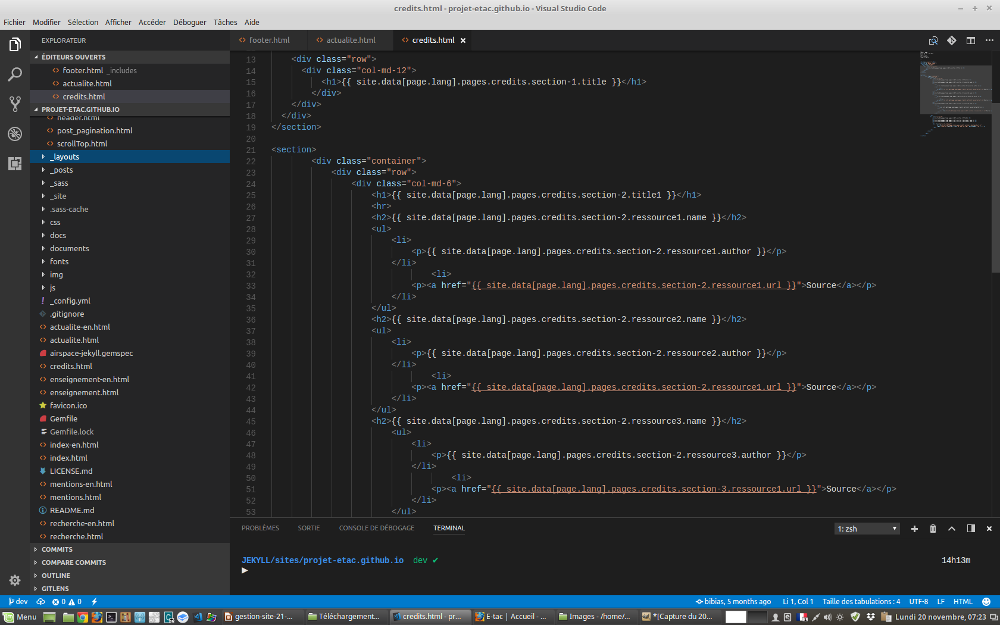 credits.html - projet-etac.github.io - Visual Studio Code
Fichier Modifier Sélection Afficher Accéder Déboguer Tâches Aide
EXPLORATEUR
ÉDITEURS OUVERTS
footer.html _includes
actualite.html
credits.html
PROJET-ETAC.GITHUB.IO
header.html
post_pagination.html
scrollTop.html
_layouts
_posts
_sass
_site
.sass-cache
css
docs
documents
fonts
img
js
_config.yml
.gitignore
actualite-en.html
actualite.html
airspace-jekyll.gemspec
credits.html
enseignement-en.html
enseignement.html
favicon.ico
Gemfile
Gemfile.lock
index-en.html
index.html
LICENSE.md
mentions-en.html
mentions.html
README.md
recherche-en.html
recherche.html
COMMITS
COMPARE COMMITS
OUTLINE
GITLENS
footer.html actualite.html credits.html
13 <div class="row">
14 <div class="col-md-12">
15 <h1>{{ site.data[page.lang].pages.credits.section-1.title }}</h1>
16 </div>
17 </div>
18 </div>
19 </section>
20
21 <section>
22 <div class="container">
23 <div class="row">
24 <div class="col-md-6">
25 <h1>{{ site.data[page.lang].pages.credits.section-2.title1 }}</h1>
26 <hr>
27 <h2>{{ site.data[page.lang].pages.credits.section-2.ressource1.name }}</h2>
28 <ul>
29 <li>
30 <p>{{ site.data[page.lang].pages.credits.section-2.ressource1.author }}</p>
31 </li>
32 <li>
33 <p><a href="{{ site.data[page.lang].pages.credits.section-2.ressource1.url }}">Source</a></p>
34 </li>
35 </ul>
36 <h2>{{ site.data[page.lang].pages.credits.section-2.ressource2.name }}</h2>
37 <ul>
38 <li>
39 <p>{{ site.data[page.lang].pages.credits.section-2.ressource2.author }}</p>
40 </li>
41 <li>
42 <p><a href="{{ site.data[page.lang].pages.credits.section-2.ressource1.url }}">Source</a></p>
43 </li>
44 </ul>
45 <h2>{{ site.data[page.lang].pages.credits.section-2.ressource3.name }}</h2>
46 <ul>
47 <li>
48 <p>{{ site.data[page.lang].pages.credits.section-2.ressource3.author }}</p>
49 </li>
50 <li>
51 <p><a href="{{ site.data[page.lang].pages.credits.section-3.ressource1.url }}">Source</a></p>
52 </li>
53 </ul>
PROBLÈMES SORTIE CONSOLE DE DÉBOGAGE TERMINAL 1: zsh
JEKYLL/sites/projet-etac.github.io dev ✔ 14h13m
dev 0 0 bibias, 5 months ago Li 1, Col 1 Taille des tabulations : 4 UTF-8 LF HTML
Menu gestion-site-21-... Téléchargement... credits.html - pr... E-tac | Accueil - ... Images - /home/... *[Capture du 20... Lundi 20 novembre, 07:23